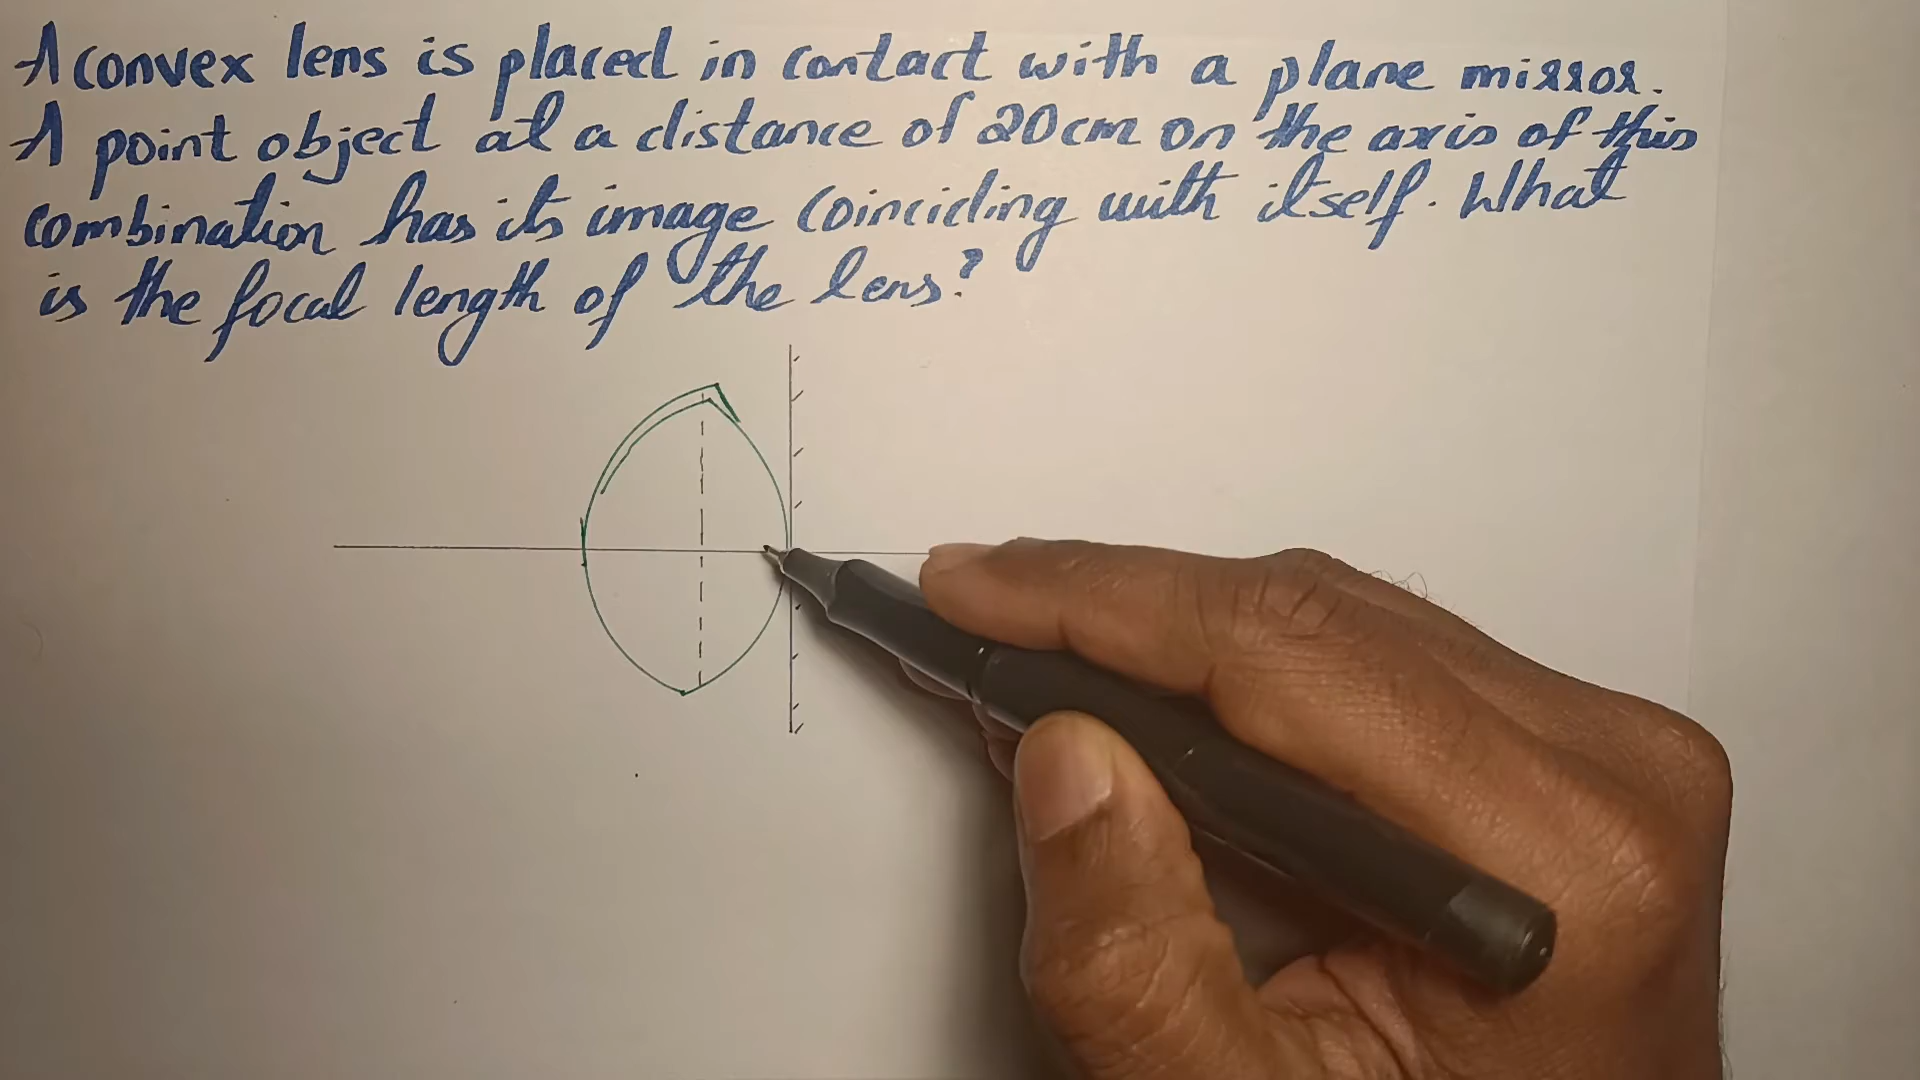 A convex lens is placed in contact with a plane mirror.
A point object at a distance of 20cm on the axis of this
combination has its image coinciding with itself. What
is the focal length of the lens?